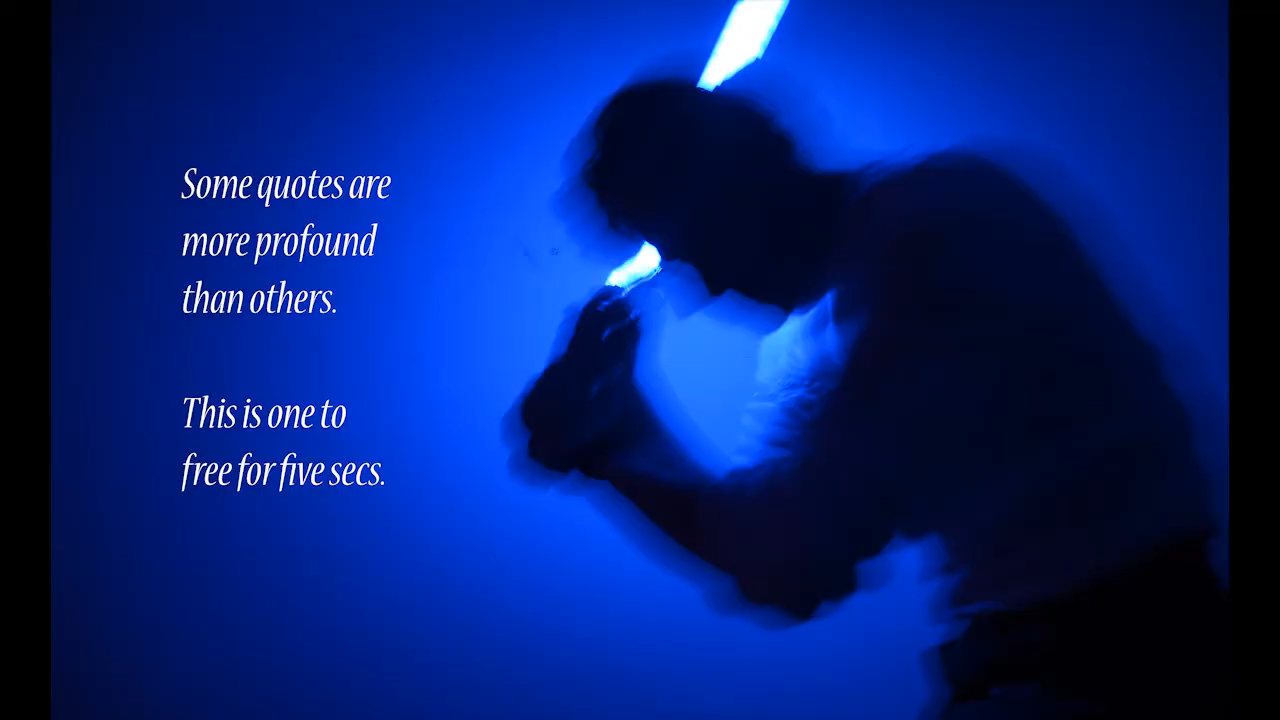 Some quotes are
more profound
than others.
This is one to
free for five secs.